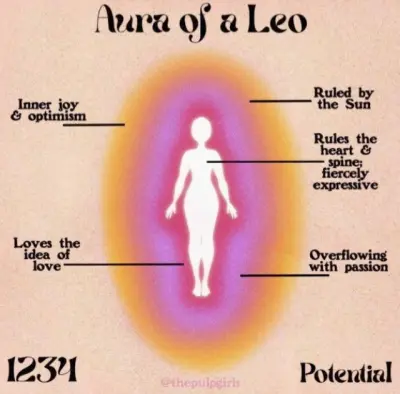 Aura of a Leo
Inner joy
& optimism
Ruled by
the Sun
Rules the
heart &
spine;
fiercely
expressive
Loves the
idea of
love
Overflowing
with passion
1234
Potential
@thepulpgirls